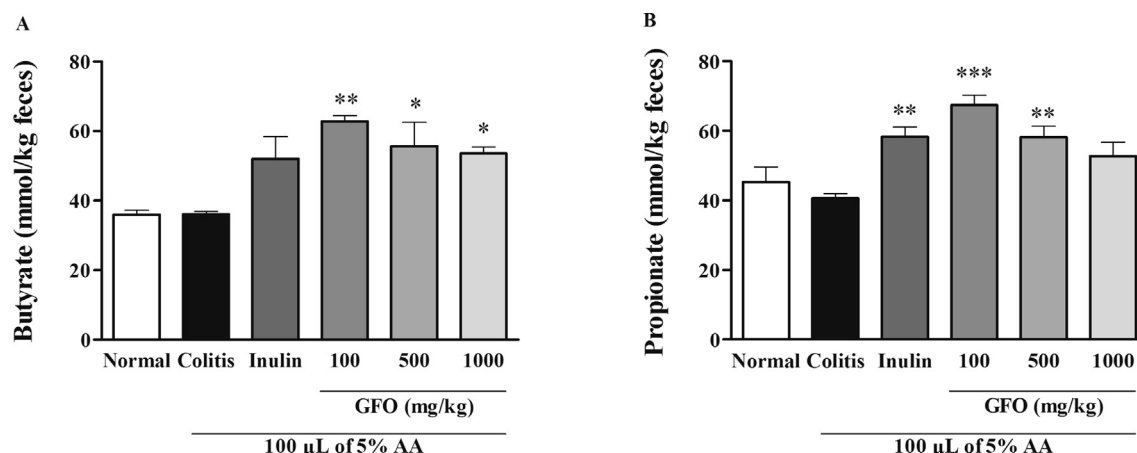 A
Butyrate (mmol/kg feces)
80
60
40
20
0
**
*
*
Normal Colitis Inulin 100 500 1000
GFO (mg/kg)
100 µL of 5% AA
B
Propionate (mmol/kg feces)
80
60
40
20
0
**
***
**
Normal Colitis Inulin 100 500 1000
GFO (mg/kg)
100 µL of 5% AA